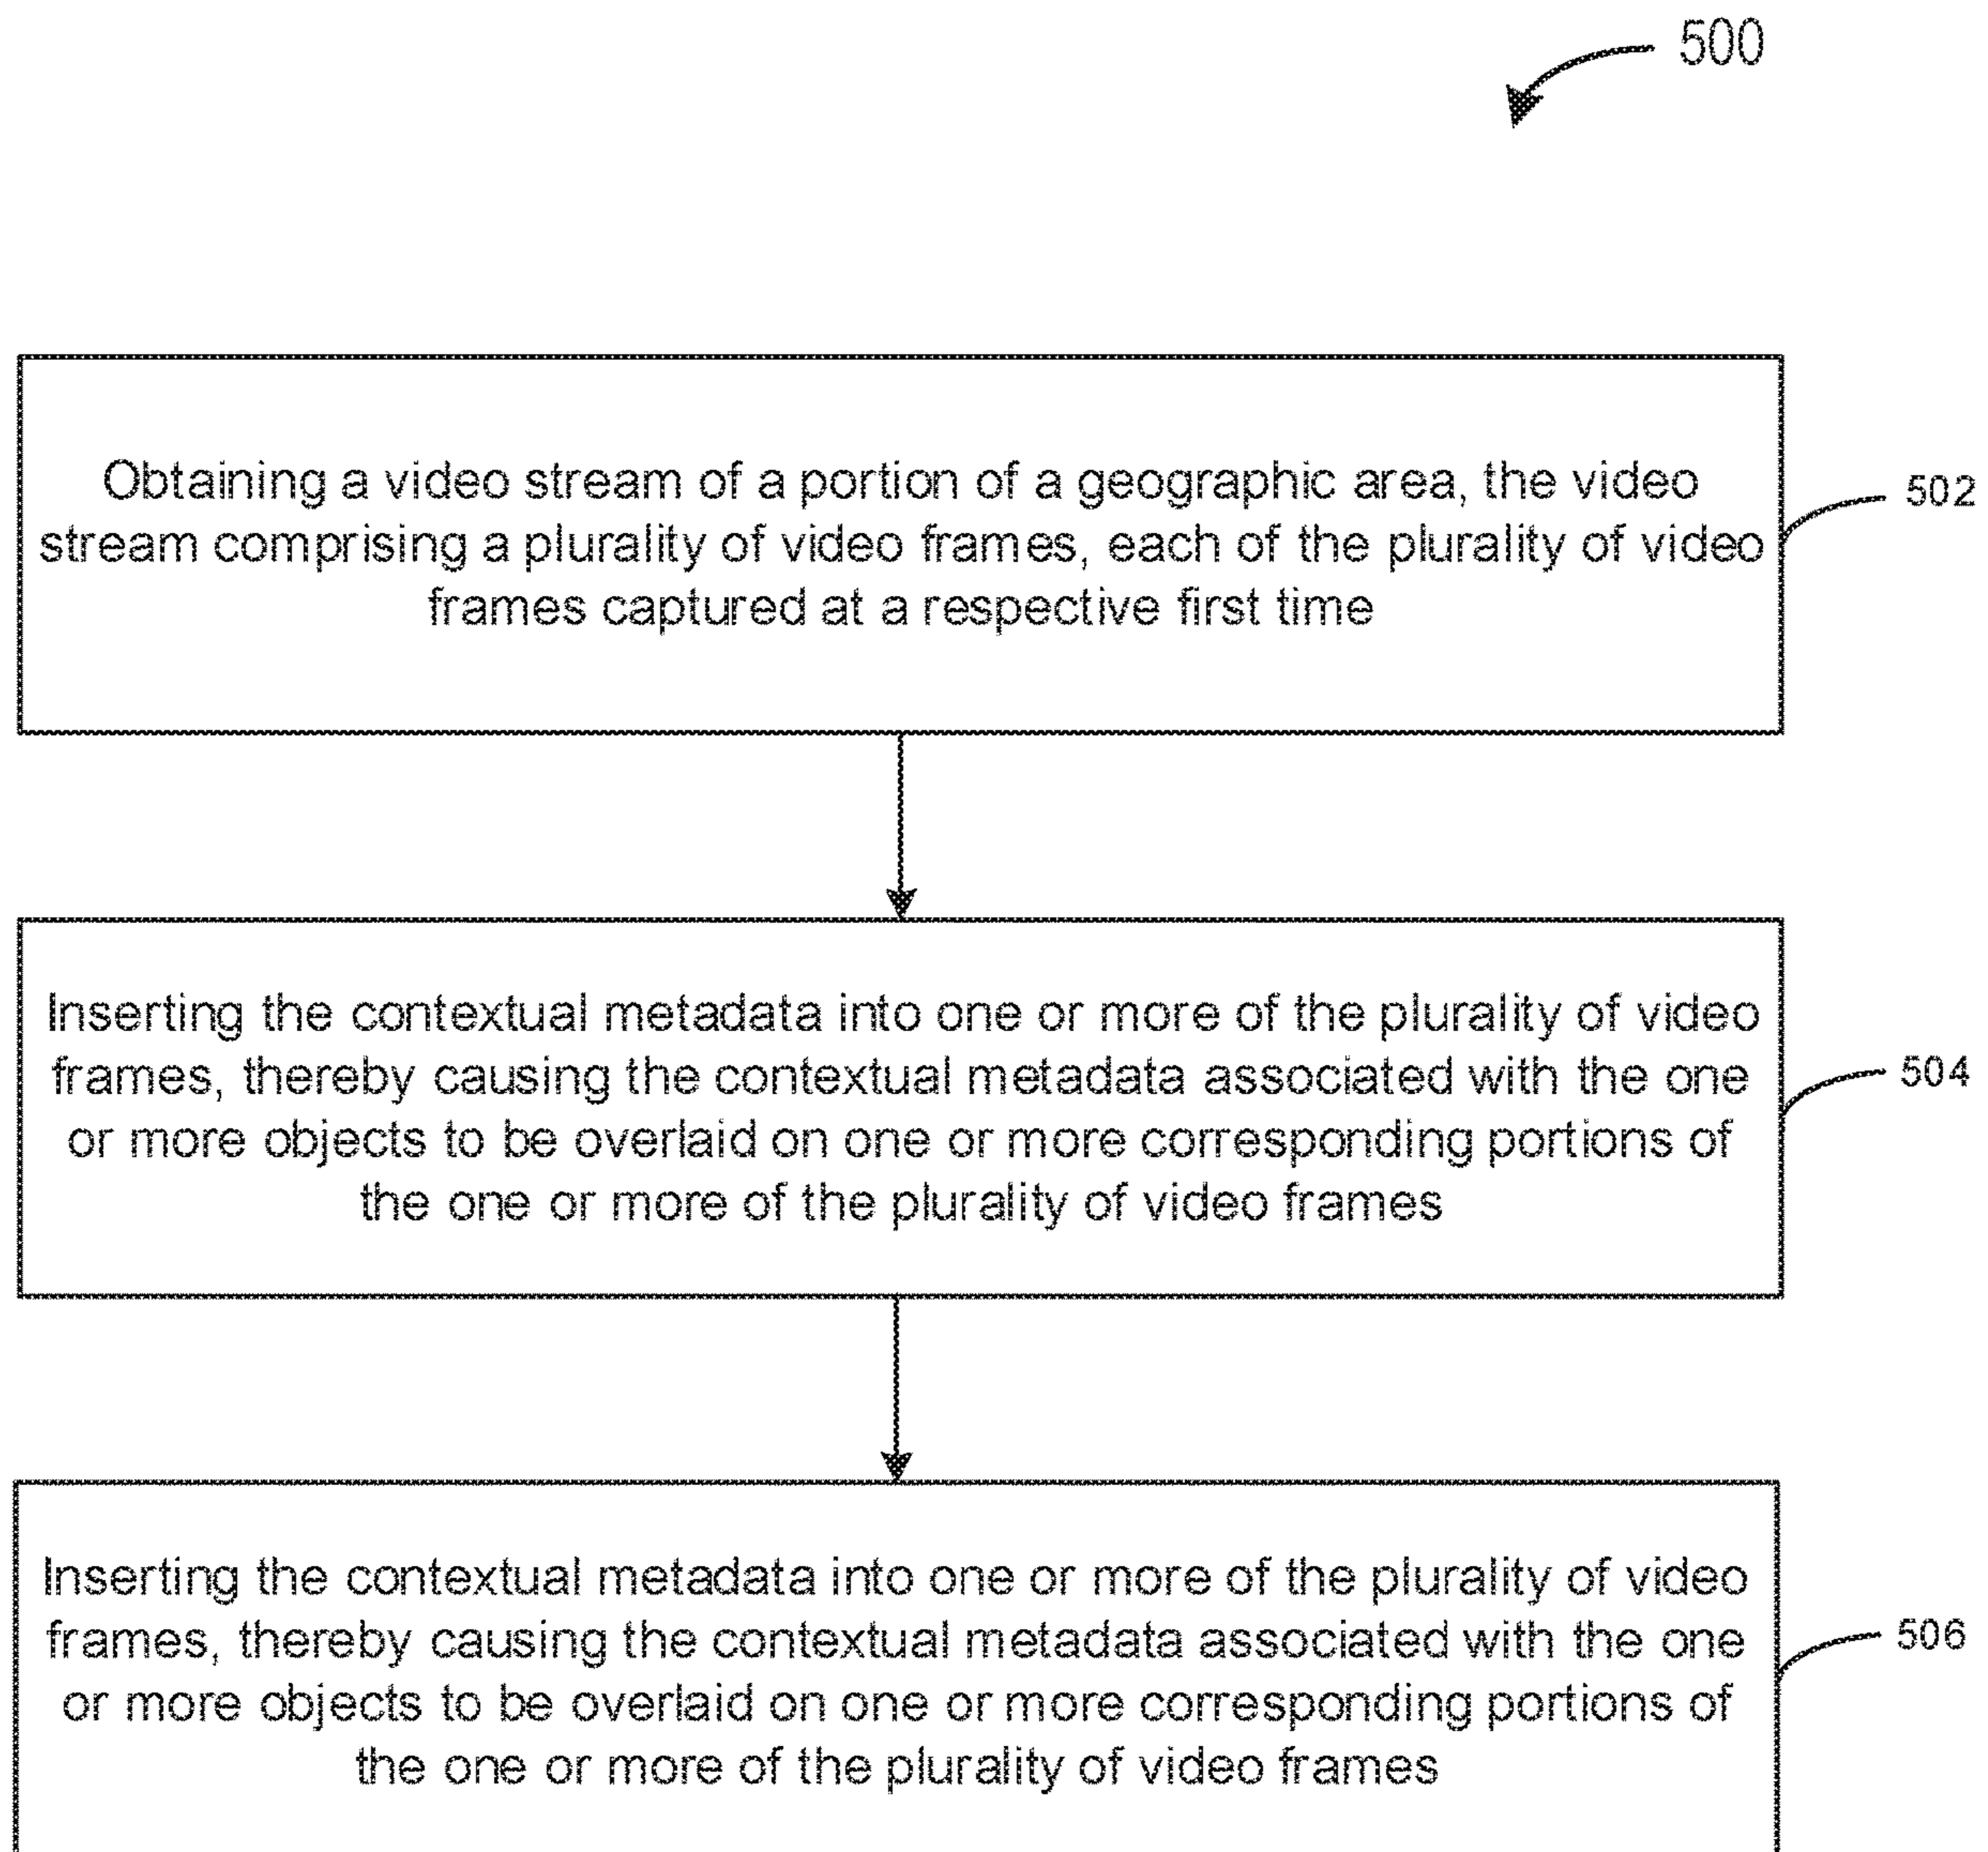 500
Obtaining a video stream of a portion of a geographic area, the video
stream comprising a plurality of video frames, each of the plurality of video
frames captured at a respective first time
502
Inserting the contextual metadata into one or more of the plurality of video
frames, thereby causing the contextual metadata associated with the one
or more objects to be overlaid on one or more corresponding portions of
the one or more of the plurality of video frames
504
Inserting the contextual metadata into one or more of the plurality of video
frames, thereby causing the contextual metadata associated with the one
or more objects to be overlaid on one or more corresponding portions of
the one or more of the plurality of video frames
506